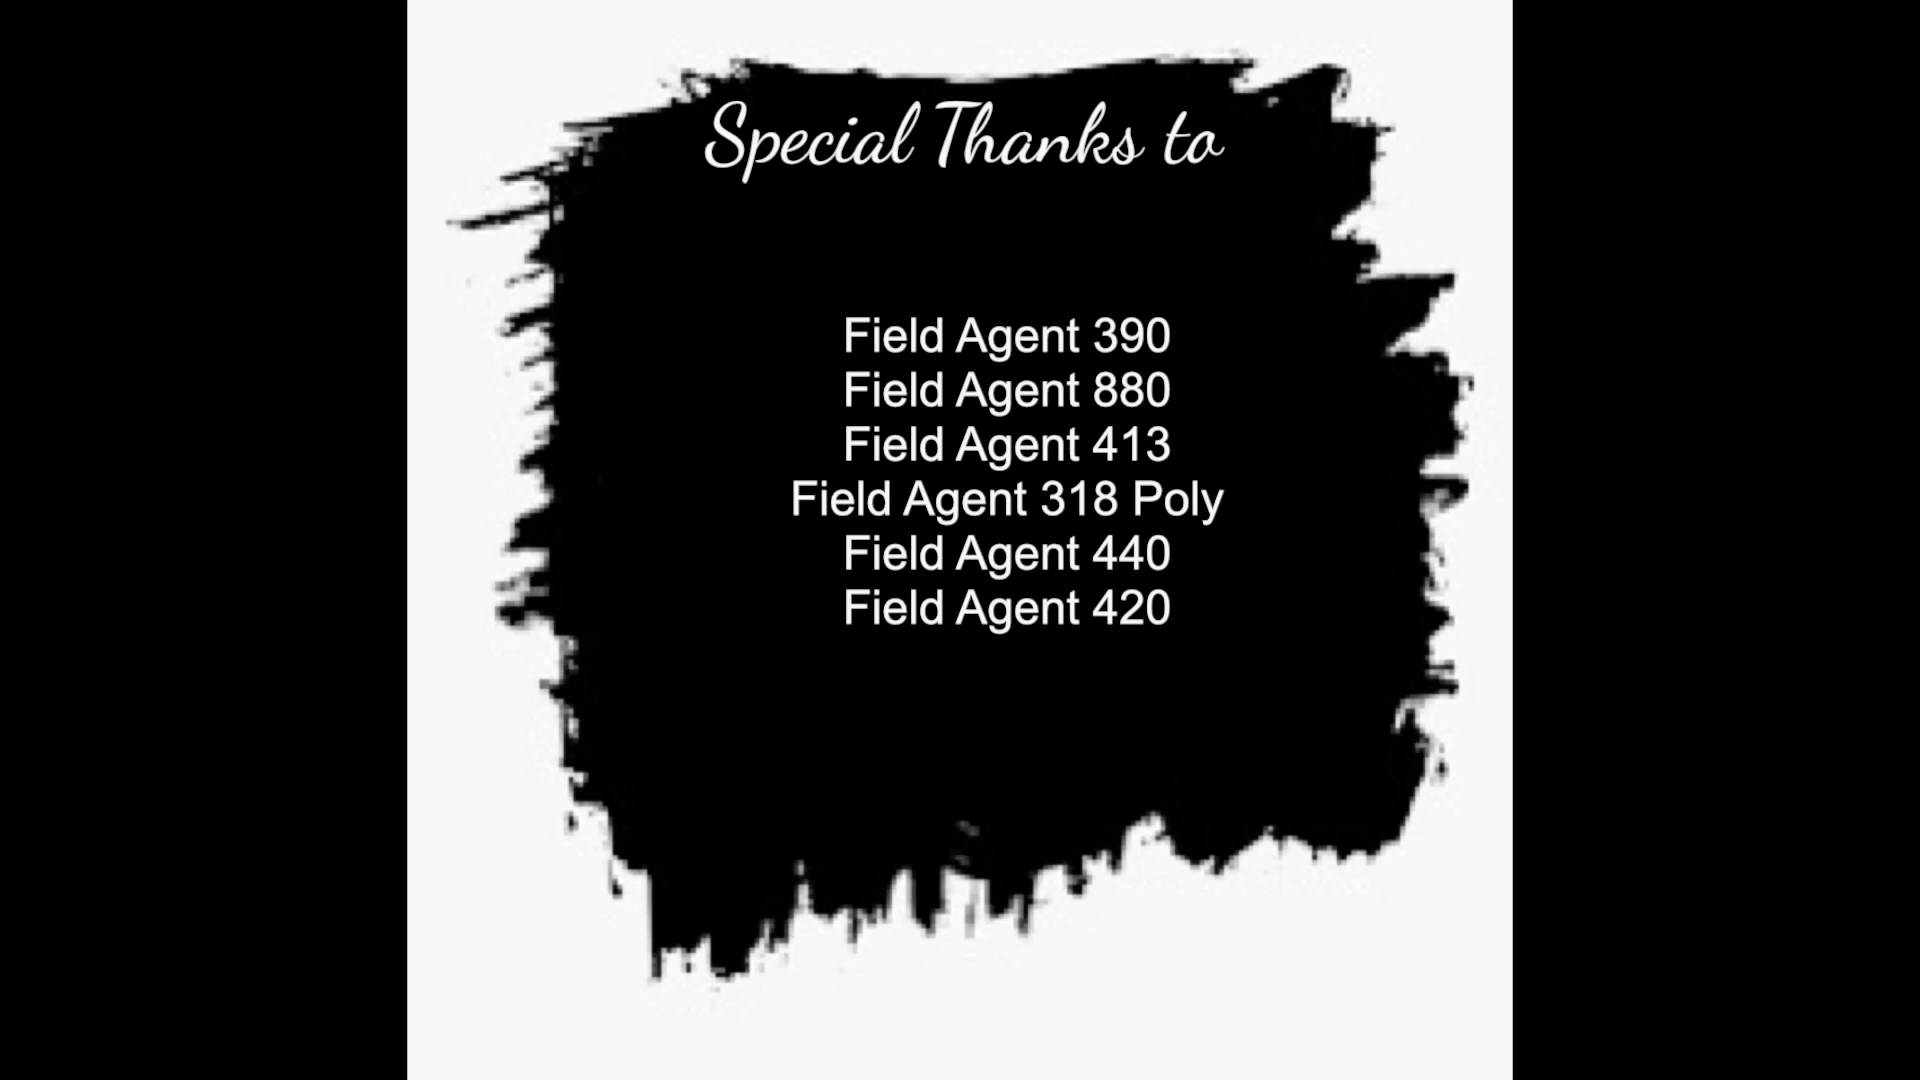 Special Thanks to
Field Agent 390
Field Agent 880
Field Agent 413
Field Agent 318 Poly
Field Agent 440
Field Agent 420